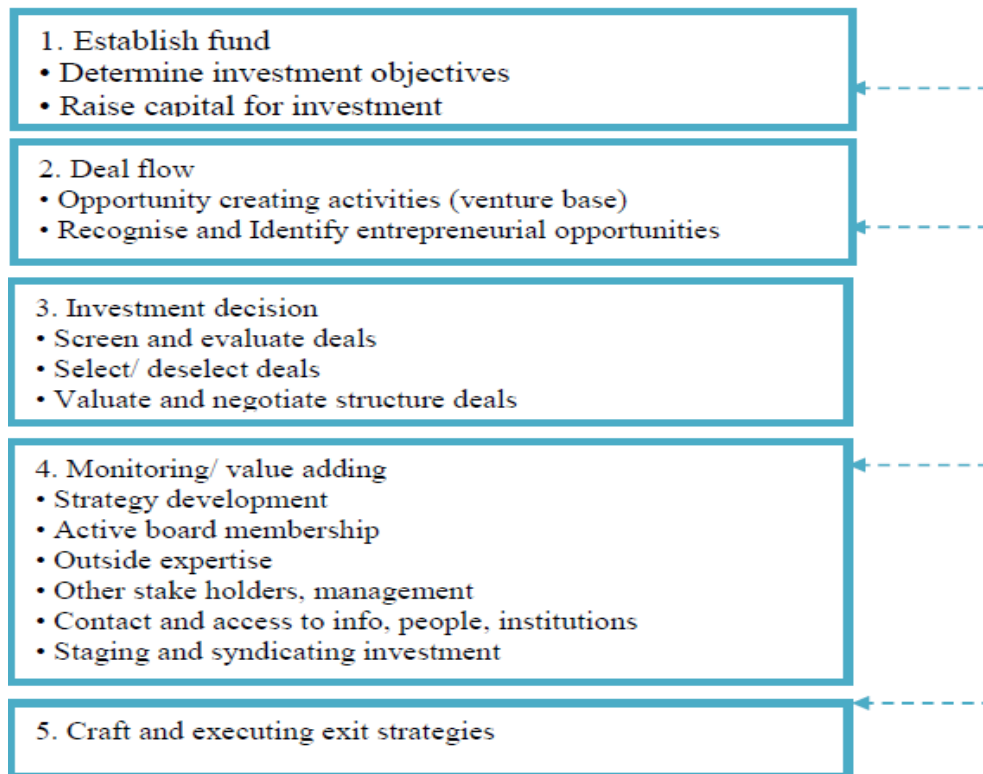 1. Establish fund
• Determine investment objectives
• Raise capital for investment
2. Deal flow
• Opportunity creating activities (venture base)
• Recognise and Identify entrepreneurial opportunities
3. Investment decision
• Screen and evaluate deals
• Select/ deselect deals
• Valuate and negotiate structure deals
4. Monitoring/ value adding
• Strategy development
• Active board membership
• Outside expertise
• Other stake holders, management
• Contact and access to info, people, institutions
• Staging and syndicating investment
5. Craft and executing exit strategies